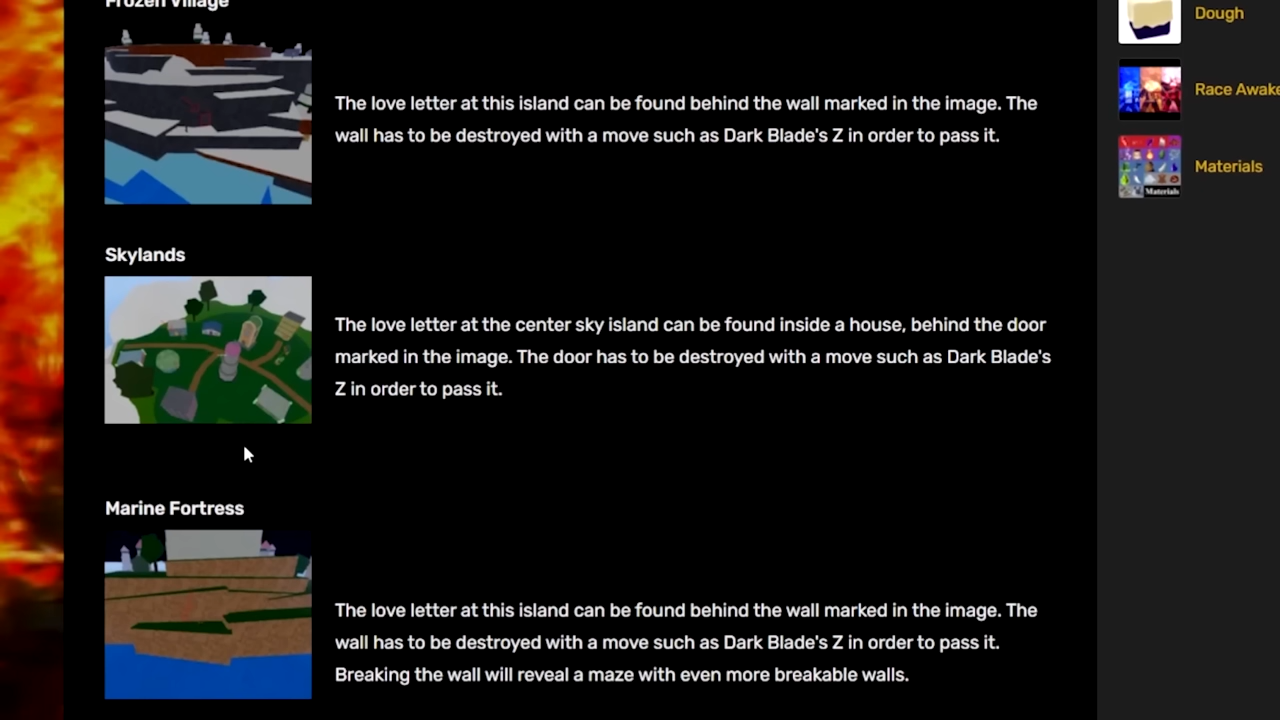 Frozen Village
The love letter at this island can be found behind the wall marked in the image. The
wall has to be destroyed with a move such as Dark Blade's Z in order to pass it.
Skylands
The love letter at the center sky island can be found inside a house, behind the door
marked in the image. The door has to be destroyed with a move such as Dark Blade's
Z in order to pass it.
Marine Fortress
The love letter at this island can be found behind the wall marked in the image. The
wall has to be destroyed with a move such as Dark Blade's Z in order to pass it.
Breaking the wall will reveal a maze with even more breakable walls.
Dough
Race Awake
Materials
Materials